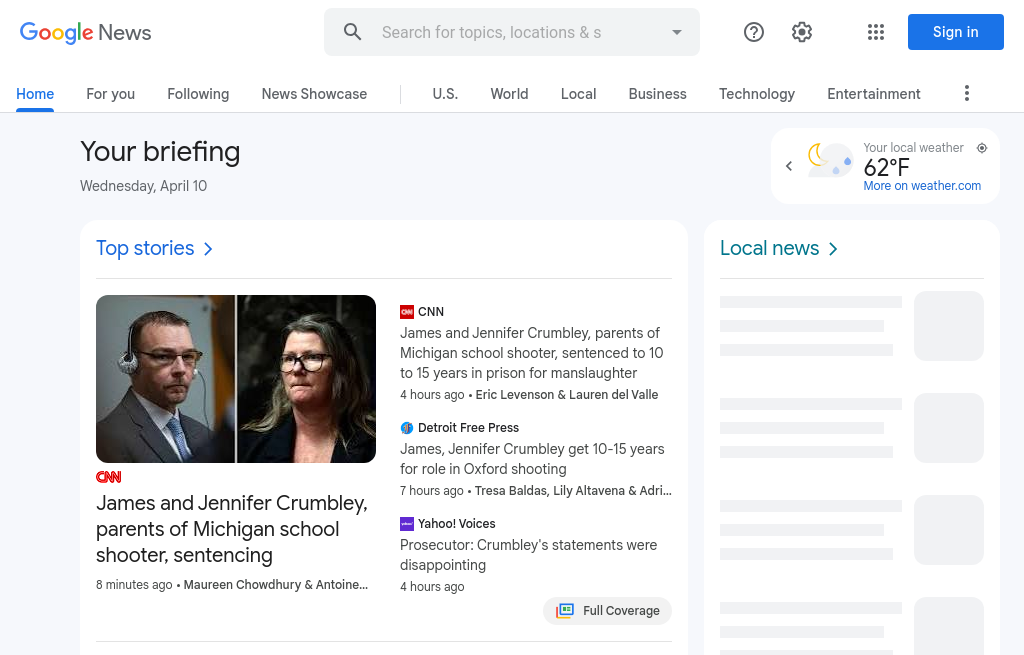 Google News
Search for topics, locations & s
Sign in
Home
For you
Following
News Showcase
U.S.
World
Local
Business
Technology
Entertainment
Your briefing
Wednesday, April 10
Your local weather
62°F
More on weather.com
Top stories
CNN
James and Jennifer Crumbley,
parents of Michigan school
shooter, sentencing
8 minutes ago • Maureen Chowdhury & Antoine…
CNN
James and Jennifer Crumbley, parents of
Michigan school shooter, sentenced to 10
to 15 years in prison for manslaughter
4 hours ago • Eric Levenson & Lauren del Valle
Detroit Free Press
James, Jennifer Crumbley get 10-15 years
for role in Oxford shooting
7 hours ago • Tresa Baldas, Lily Altavena & Adri…
Yahoo! Voices
Prosecutor: Crumbley's statements were
disappointing
4 hours ago
Full Coverage
Local news